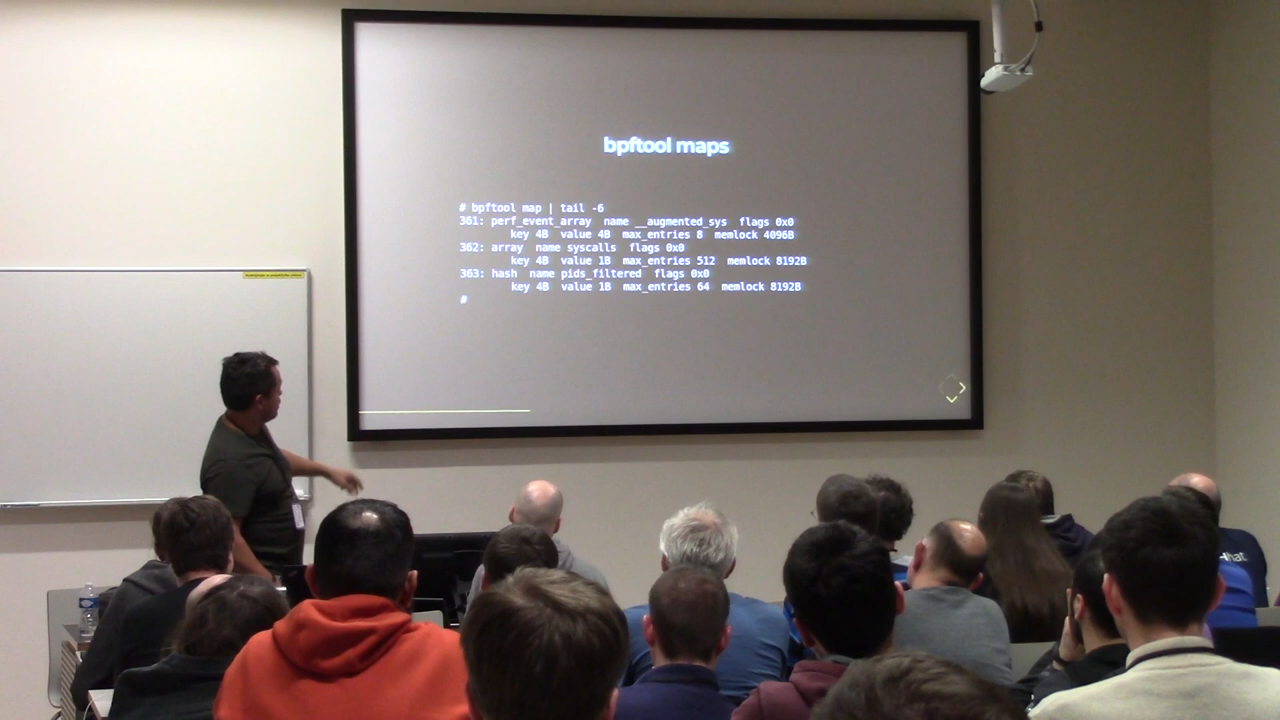 bpftool maps
# bpftool map | tail -6
361: perf_event_array  name __augmented_sys  flags 0x0
        key 4B  value 4B  max_entries 8  memlock 4096B
362: array  name syscalls  flags 0x0
        key 4B  value 1B  max_entries 512  memlock 8192B
363: hash  name pids_filtered  flags 0x0
        key 4B  value 1B  max_entries 64  memlock 8192B
#